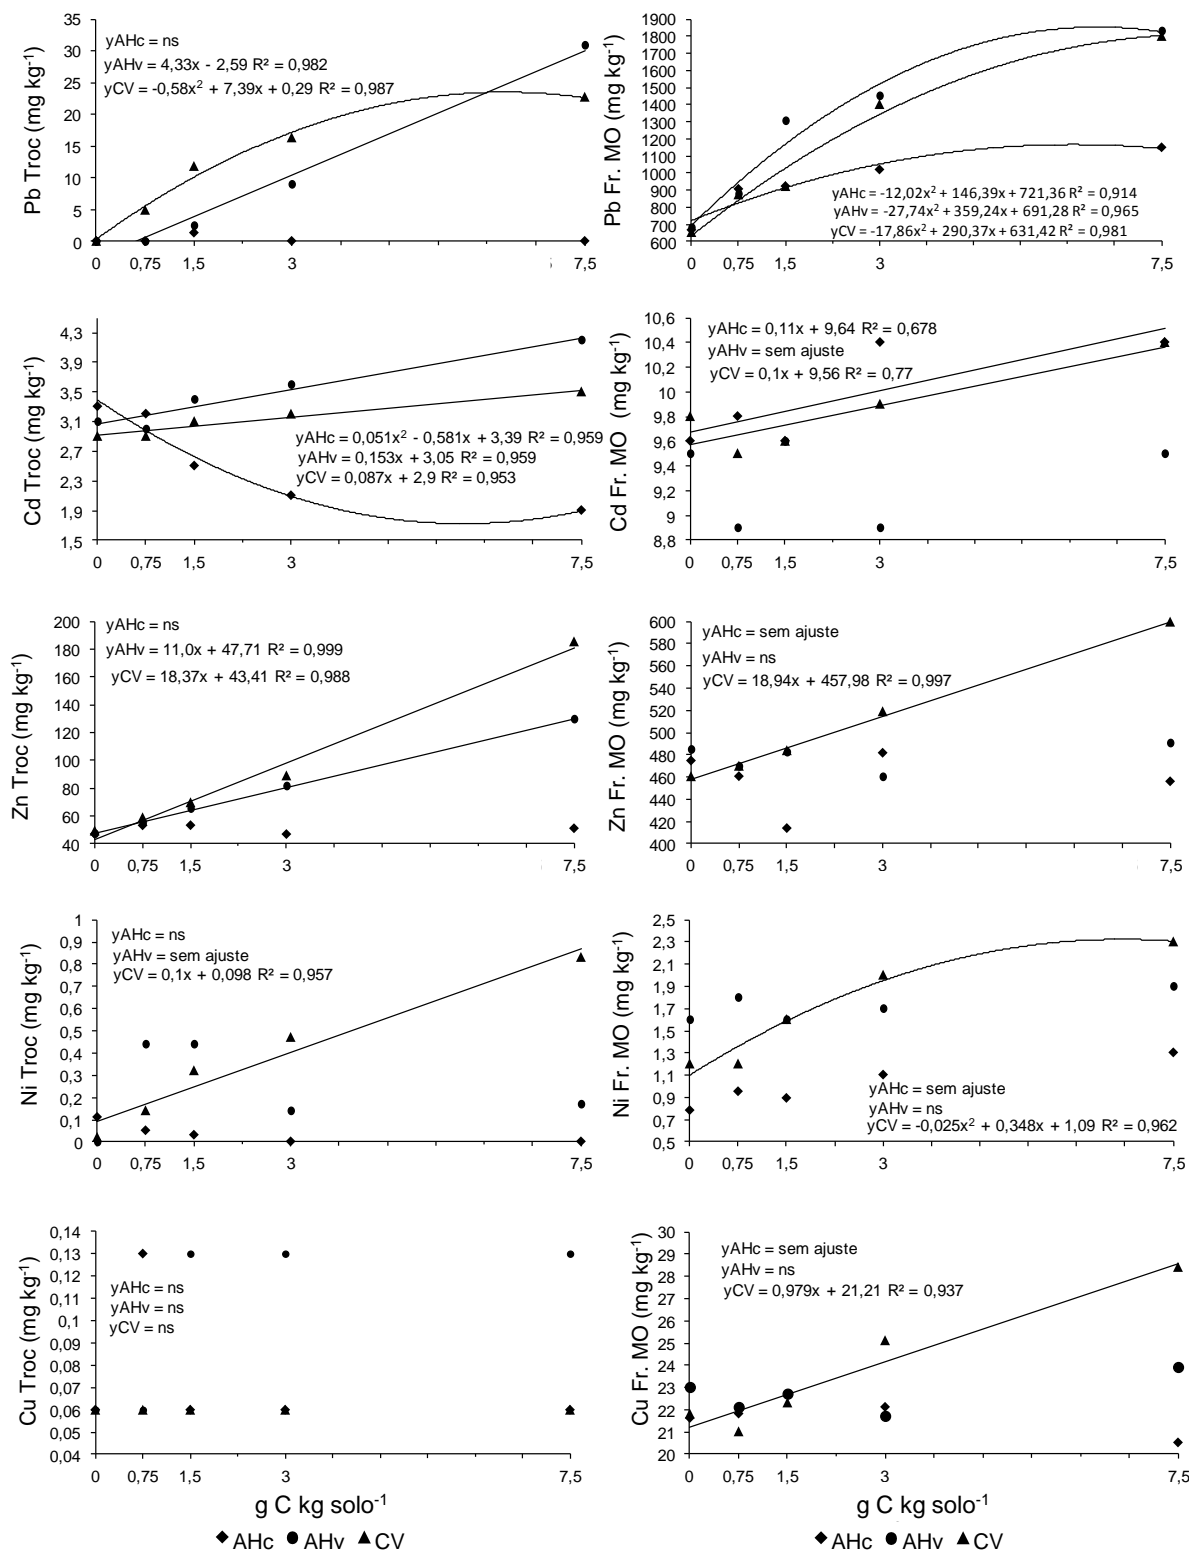 Pb Troc (mg kg⁻¹)
35
30
25
20
15
10
5
0
0 0,75 1,5 3 7,5
yAHc = ns
yAHv = 4,33x - 2,59 R² = 0,982
yCV = -0,58x² + 7,39x + 0,29 R² = 0,987
Pb Fr. MO (mg kg⁻¹)
1900
1800
1700
1600
1500
1400
1300
1200
1100
1000
900
800
700
600
0 0,75 1,5 3 7,5
yAHc = -12,02x² + 146,39x + 721,36 R² = 0,914
yAHv = -27,74x² + 359,24x + 691,28 R² = 0,965
yCV = -17,86x² + 290,37x + 631,42 R² = 0,981
Cd Troc (mg kg⁻¹)
4,3
3,9
3,5
3,1
2,7
2,3
1,9
1,5
0 0,75 1,5 3 7,5
yAHc = 0,051x² - 0,581x + 3,39 R² = 0,959
yAHv = 0,153x + 3,05 R² = 0,959
yCV = 0,087x + 2,9 R² = 0,953
Cd Fr. MO (mg kg⁻¹)
10,6
10,4
10,2
10
9,8
9,6
9,4
9,2
9
8,8
0 0,75 1,5 3 7,5
yAHc = 0,11x + 9,64 R² = 0,678
yAHv = sem ajuste
yCV = 0,1x + 9,56 R² = 0,77
Zn Troc (mg kg⁻¹)
200
180
160
140
120
100
80
60
40
0 0,75 1,5 3 7,5
yAHc = ns
yAHv = 11,0x + 47,71 R² = 0,999
yCV = 18,37x + 43,41 R² = 0,988
Zn Fr. MO (mg kg⁻¹)
600
580
560
540
520
500
480
460
440
420
400
0 0,75 1,5 3 7,5
yAHc = sem ajuste
yAHv = ns
yCV = 18,94x + 457,98 R² = 0,997
Ni Troc (mg kg⁻¹)
1
0,9
0,8
0,7
0,6
0,5
0,4
0,3
0,2
0,1
0
0 0,75 1,5 3 7,5
yAHc = ns
yAHv = sem ajuste
yCV = 0,1x + 0,098 R² = 0,957
Ni Fr. MO (mg kg⁻¹)
2,5
2,3
2,1
1,9
1,7
1,5
1,3
1,1
0,9
0,7
0,5
0 0,75 1,5 3 7,5
yAHc = sem ajuste
yAHv = ns
yCV = -0,025x² + 0,348x + 1,09 R² = 0,962
Cu Troc (mg kg⁻¹)
0,14
0,13
0,12
0,11
0,1
0,09
0,08
0,07
0,06
0,05
0,04
0 0,75 1,5 3 7,5
yAHc = ns
yAHv = ns
yCV = ns
g C kg solo⁻¹
AHc AHv CV
Cu Fr. MO (mg kg⁻¹)
30
29
28
27
26
25
24
23
22
21
20
0 0,75 1,5 3 7,5
yAHc = sem ajuste
yAHv = ns
yCV = 0,979x + 21,21 R² = 0,937
g C kg solo⁻¹
AHc AHv CV